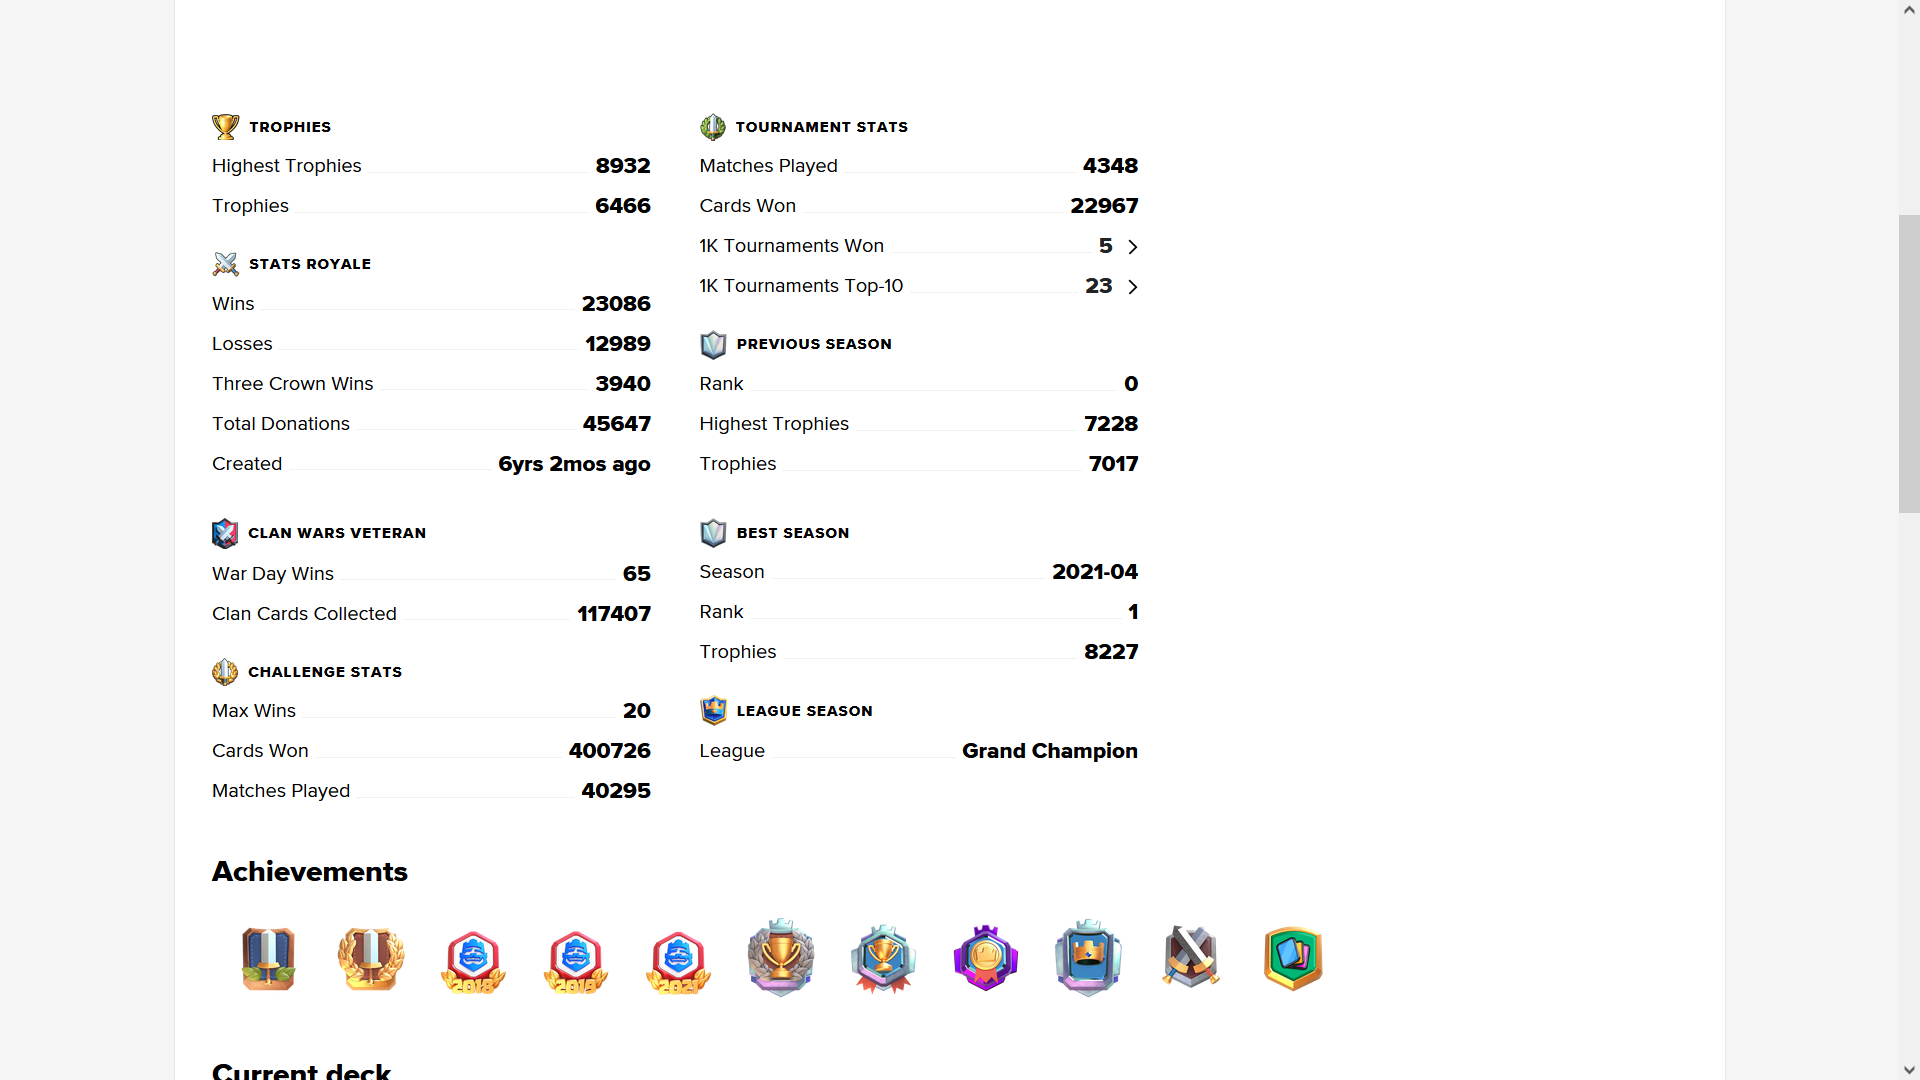 TROPHIES
Highest Trophies 8932
Trophies 6466
STATS ROYALE
Wins 23086
Losses 12989
Three Crown Wins 3940
Total Donations 45647
Created 6yrs 2mos ago
CLAN WARS VETERAN
War Day Wins 65
Clan Cards Collected 117407
CHALLENGE STATS
Max Wins 20
Cards Won 400726
Matches Played 40295
TOURNAMENT STATS
Matches Played 4348
Cards Won 22967
1K Tournaments Won 5
1K Tournaments Top-10 23
PREVIOUS SEASON
Rank 0
Highest Trophies 7228
Trophies 7017
BEST SEASON
Season 2021-04
Rank 1
Trophies 8227
LEAGUE SEASON
League Grand Champion
Achievements
2018 2019 2021
Current deck